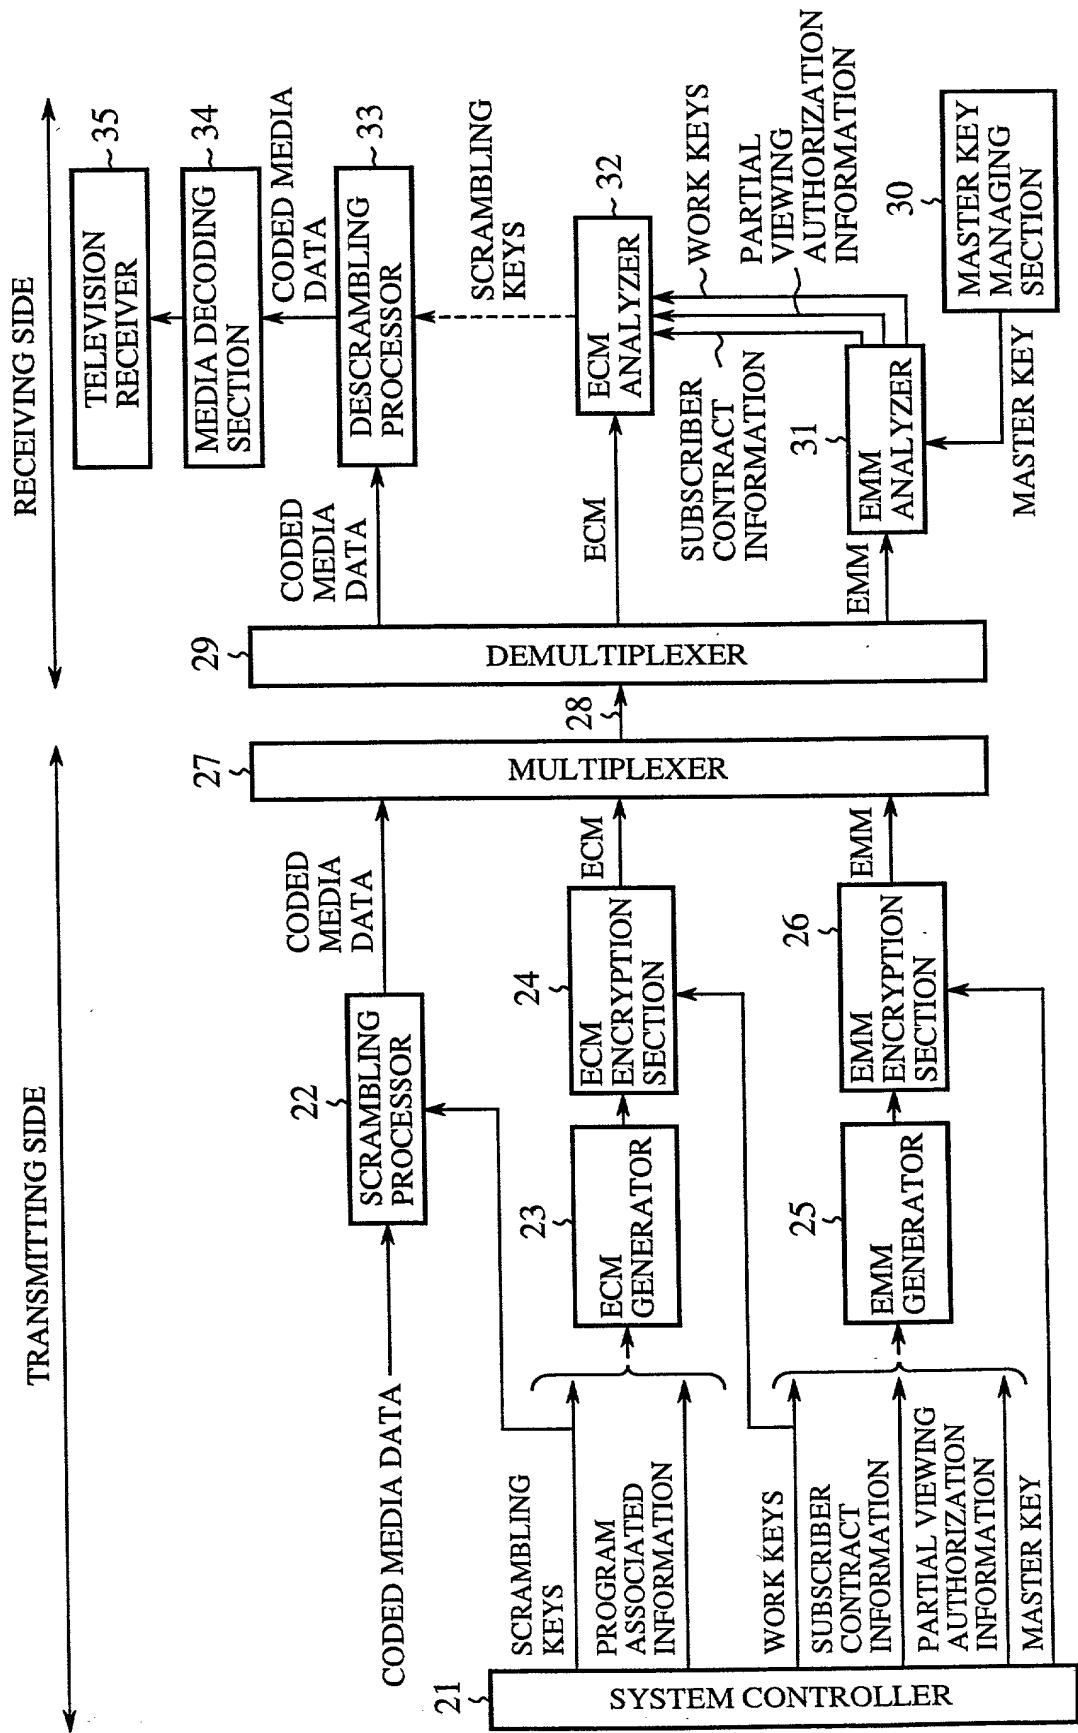 TRANSMITTING SIDE
RECEIVING SIDE
21
SYSTEM CONTROLLER
CODED MEDIA DATA
SCRAMBLING
KEYS
PROGRAM
ASSOCIATED
INFORMATION
WORK KEYS
SUBSCRIBER
CONTRACT
INFORMATION
PARTIAL VIEWING
AUTHORIZATION
INFORMATION
MASTER KEY
22
SCRAMBLING
PROCESSOR
23
ECM
GENERATOR
24
ECM
ENCRYPTION
SECTION
25
EMM
GENERATOR
26
EMM
ENCRYPTION
SECTION
CODED
MEDIA
DATA
ECM
EMM
27
MULTIPLEXER
28
29
DEMULTIPLEXER
CODED
MEDIA
DATA
ECM
EMM
35
TELEVISION
RECEIVER
34
MEDIA DECODING
SECTION
CODED MEDIA
DATA
33
DESCRAMBLING
PROCESSOR
SCRAMBLING
KEYS
32
ECM
ANALYZER
WORK KEYS
PARTIAL
VIEWING
AUTHORIZATION
INFORMATION
SUBSCRIBER
CONTRACT
INFORMATION
31
EMM
ANALYZER
MASTER KEY
30
MASTER KEY
MANAGING
SECTION